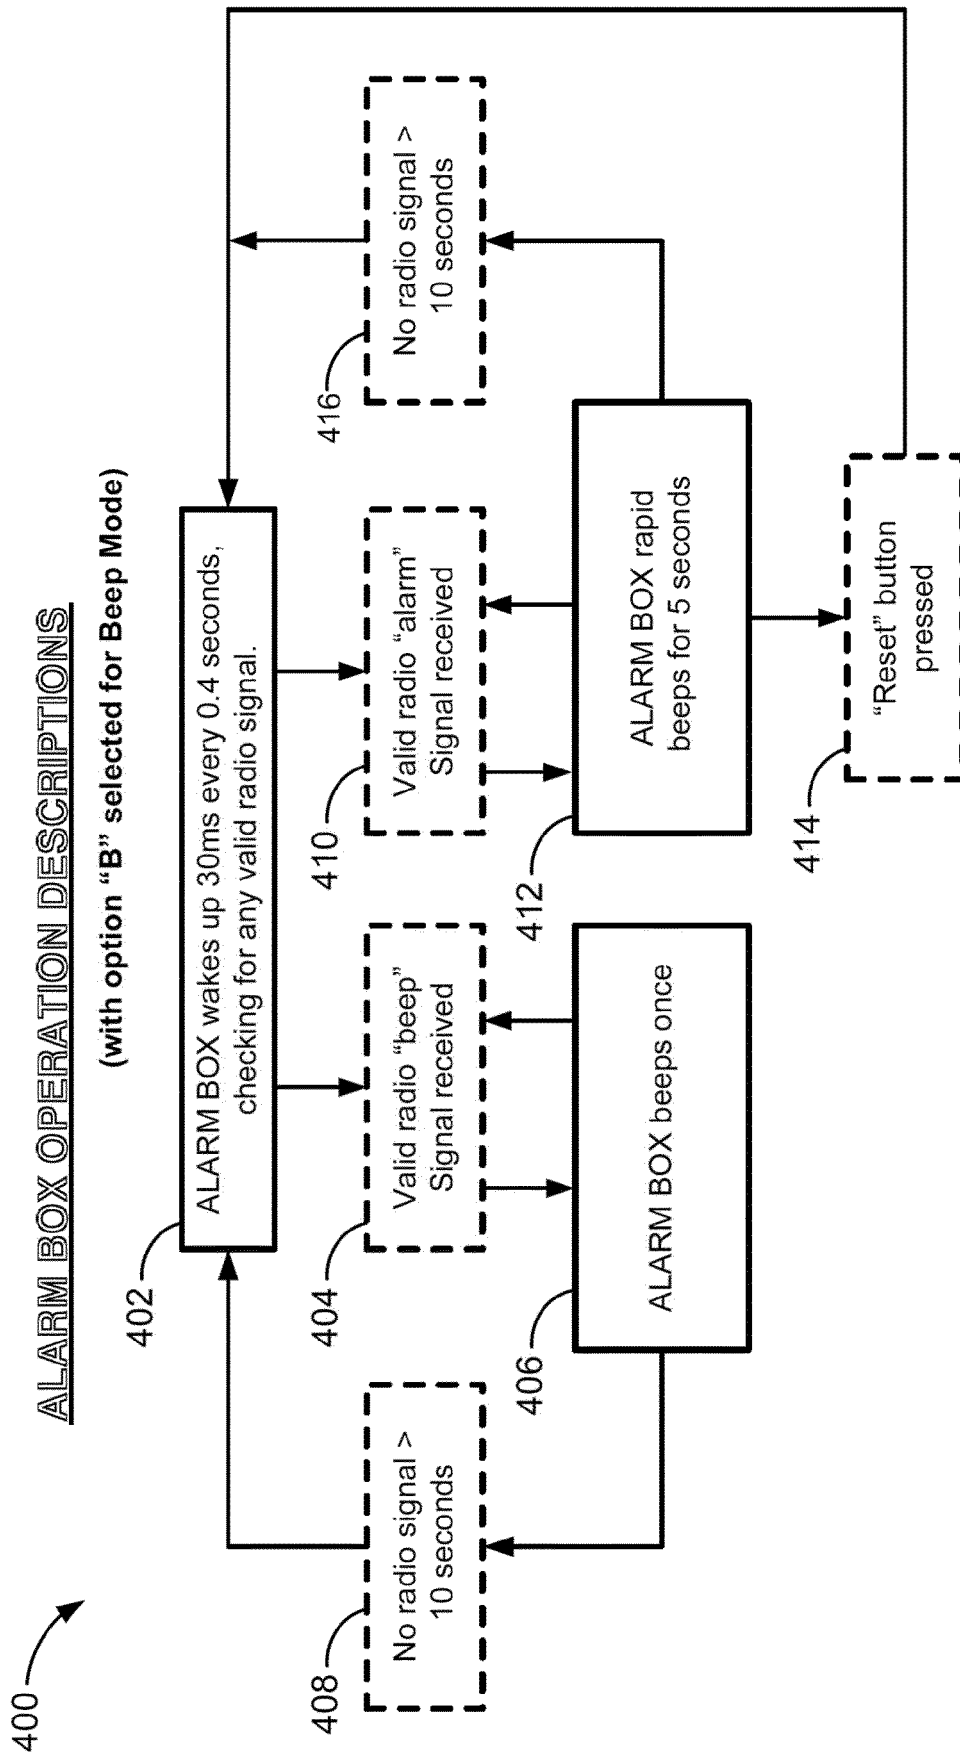 400
ALARM BOX OPERATION DESCRIPTIONS
(with option “B” selected for Beep Mode)
402
ALARM BOX wakes up 30ms every 0.4 seconds,
checking for any valid radio signal.
408
No radio signal >
10 seconds
404
Valid radio “beep”
Signal received
410
Valid radio “alarm”
Signal received
416
No radio signal >
10 seconds
406
ALARM BOX beeps once
412
ALARM BOX rapid
beeps for 5 seconds
414
“Reset” button
pressed